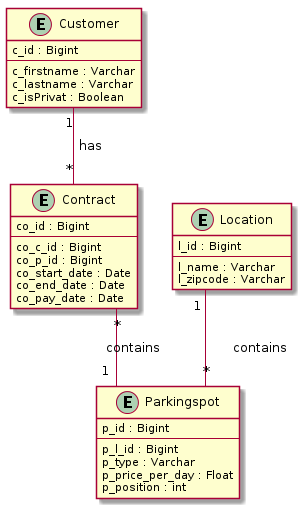 E Customer
c_id : Bigint
c_firstname : Varchar
c_lastname : Varchar
c_isPrivat : Boolean
1
has
*
E Contract
co_id : Bigint
co_c_id : Bigint
co_p_id : Bigint
co_start_date : Date
co_end_date : Date
co_pay_date : Date
E Location
l_id : Bigint
l_name : Varchar
l_zipcode : Varchar
*
contains
1
1
contains
*
E Parkingspot
p_id : Bigint
p_l_id : Bigint
p_type : Varchar
p_price_per_day : Float
p_position : int